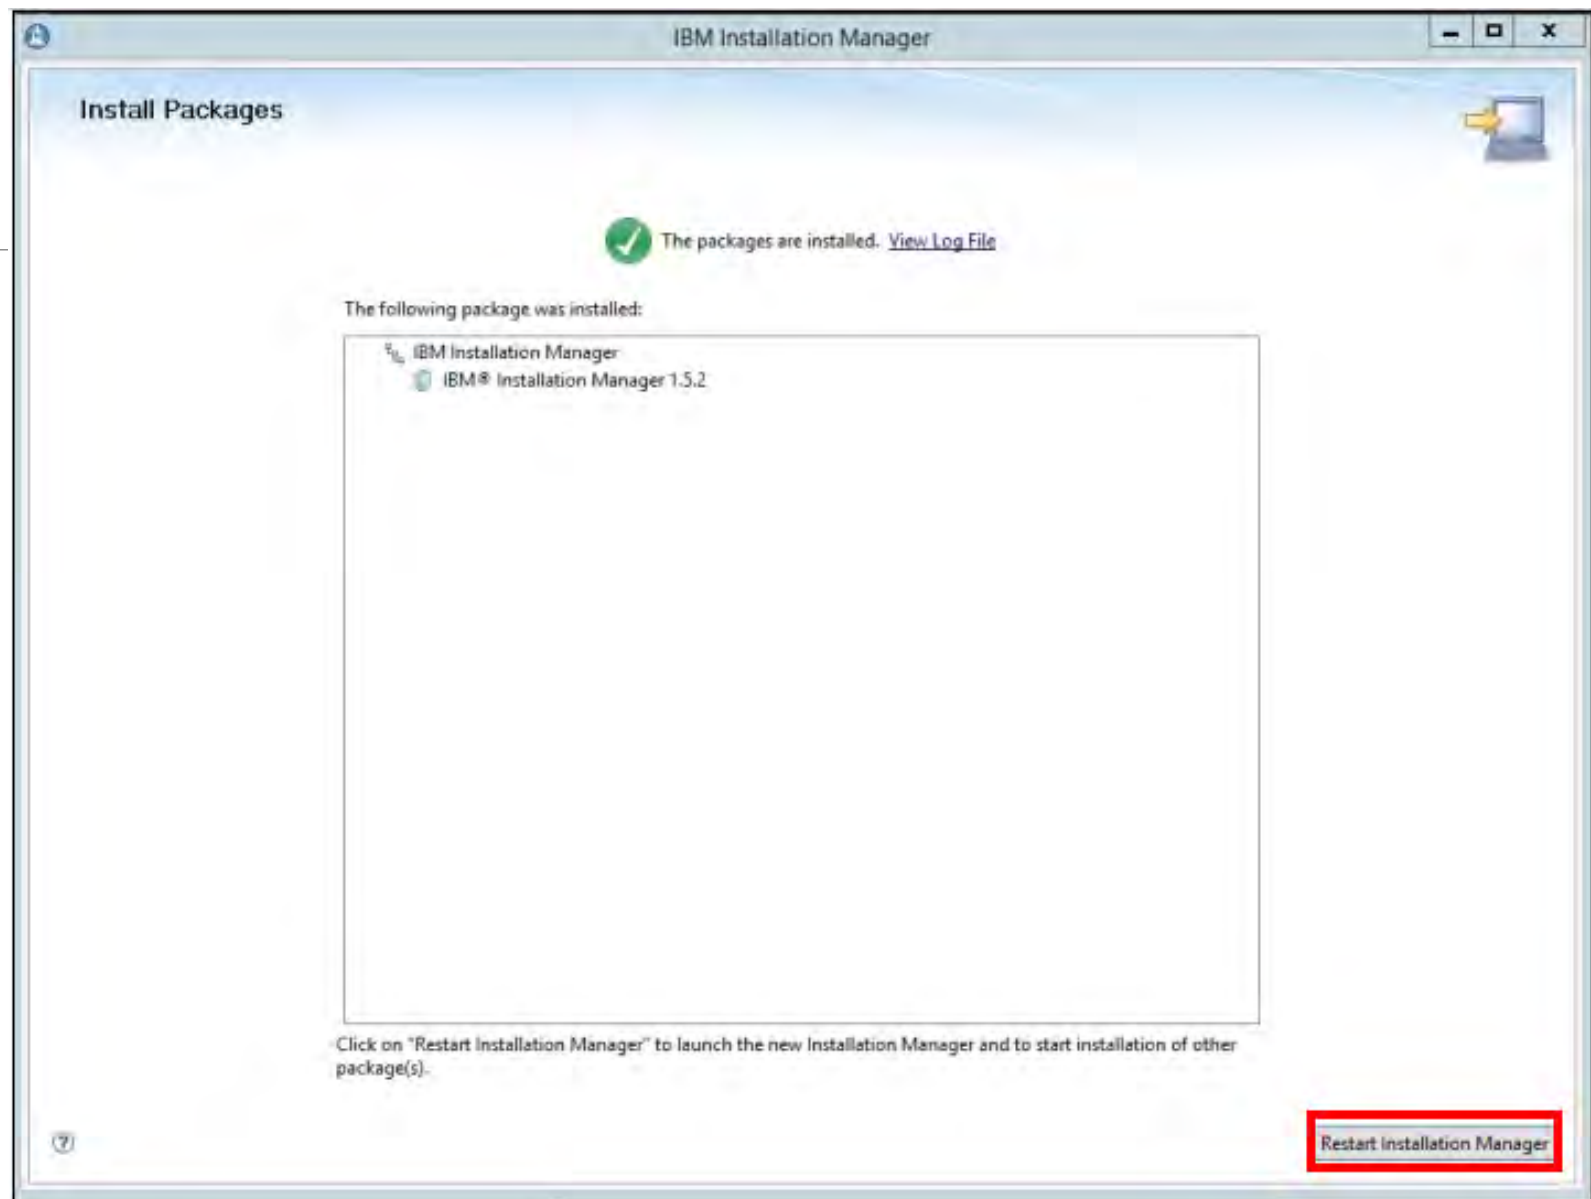 IBM Installation Manager
Install Packages
The packages are installed. View Log File
The following package was installed:
IBM Installation Manager
IBM® Installation Manager 1.5.2
Click on "Restart Installation Manager" to launch the new Installation Manager and to start installation of other
package(s).
Restart Installation Manager